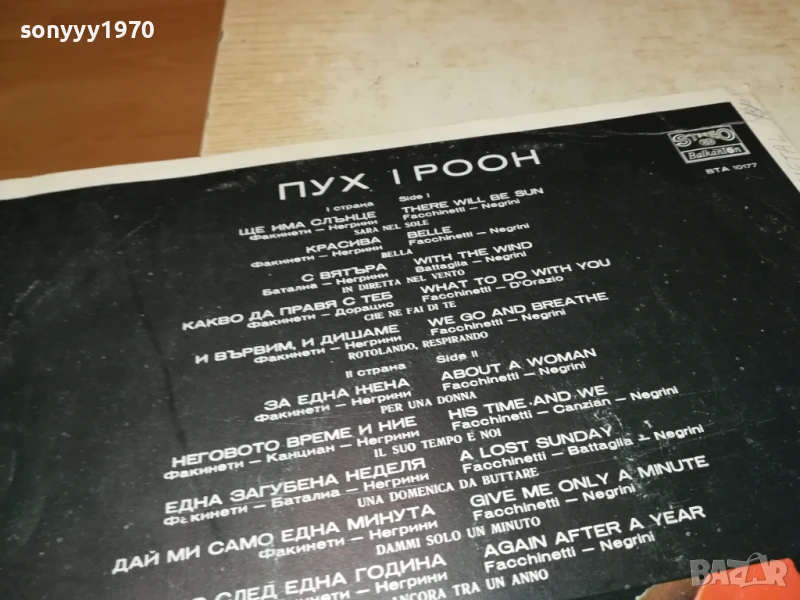 sonyyy1970
STEREO
Balkanton
ВТА 10177
ПУХ I POOH
I страна Side I
ЩЕ ИМА СЛЪНЦЕ THERE WILL BE SUN
Факинети – Негрини Facchinetti – Negrini
SARA NEL SOLE
КРАСИВА BELLE
Факинети – Негрини Facchinetti – Negrini
BELLA
С ВЯТЪРА WITH THE WIND
Баталиа – Негрини Battaglia – Negrini
IN DIRETTA NEL VENTO
КАКВО ДА ПРАВЯ С ТЕБ WHAT TO DO WITH YOU
Факинети – Дорацио Facchinetti – D'Orazio
CHE NE FAI DI TE
И ВЪРВИМ, И ДИШАМЕ WE GO AND BREATHE
Факинети – Негрини Facchinetti – Negrini
ROTOLANDO, RESPIRANDO
II страна Side II
ЗА ЕДНА ЖЕНА ABOUT A WOMAN
Факинети – Негрини Facchinetti – Negrini
PER UNA DONNA
НЕГОВОТО ВРЕМЕ И НИЕ HIS TIME AND WE
Факинети – Канциан – Негрини Facchinetti – Canzian – Negrini
IL SUO TEMPO E NOI
ЕДНА ЗАГУБЕНА НЕДЕЛЯ A LOST SUNDAY
Факинети – Баталиа – Негрини Facchinetti – Battaglia – Negrini
UNA DOMENICA DA BUTTARE
ДАЙ МИ САМО ЕДНА МИНУТА GIVE ME ONLY A MINUTE
Факинети – Негрини Facchinetti – Negrini
DAMMI SOLO UN MINUTO
СЛЕД ЕДНА ГОДИНА AGAIN AFTER A YEAR
Факинети – Негрини Facchinetti – Negrini
ANCORA TRA UN ANNO
BAZAR.bg